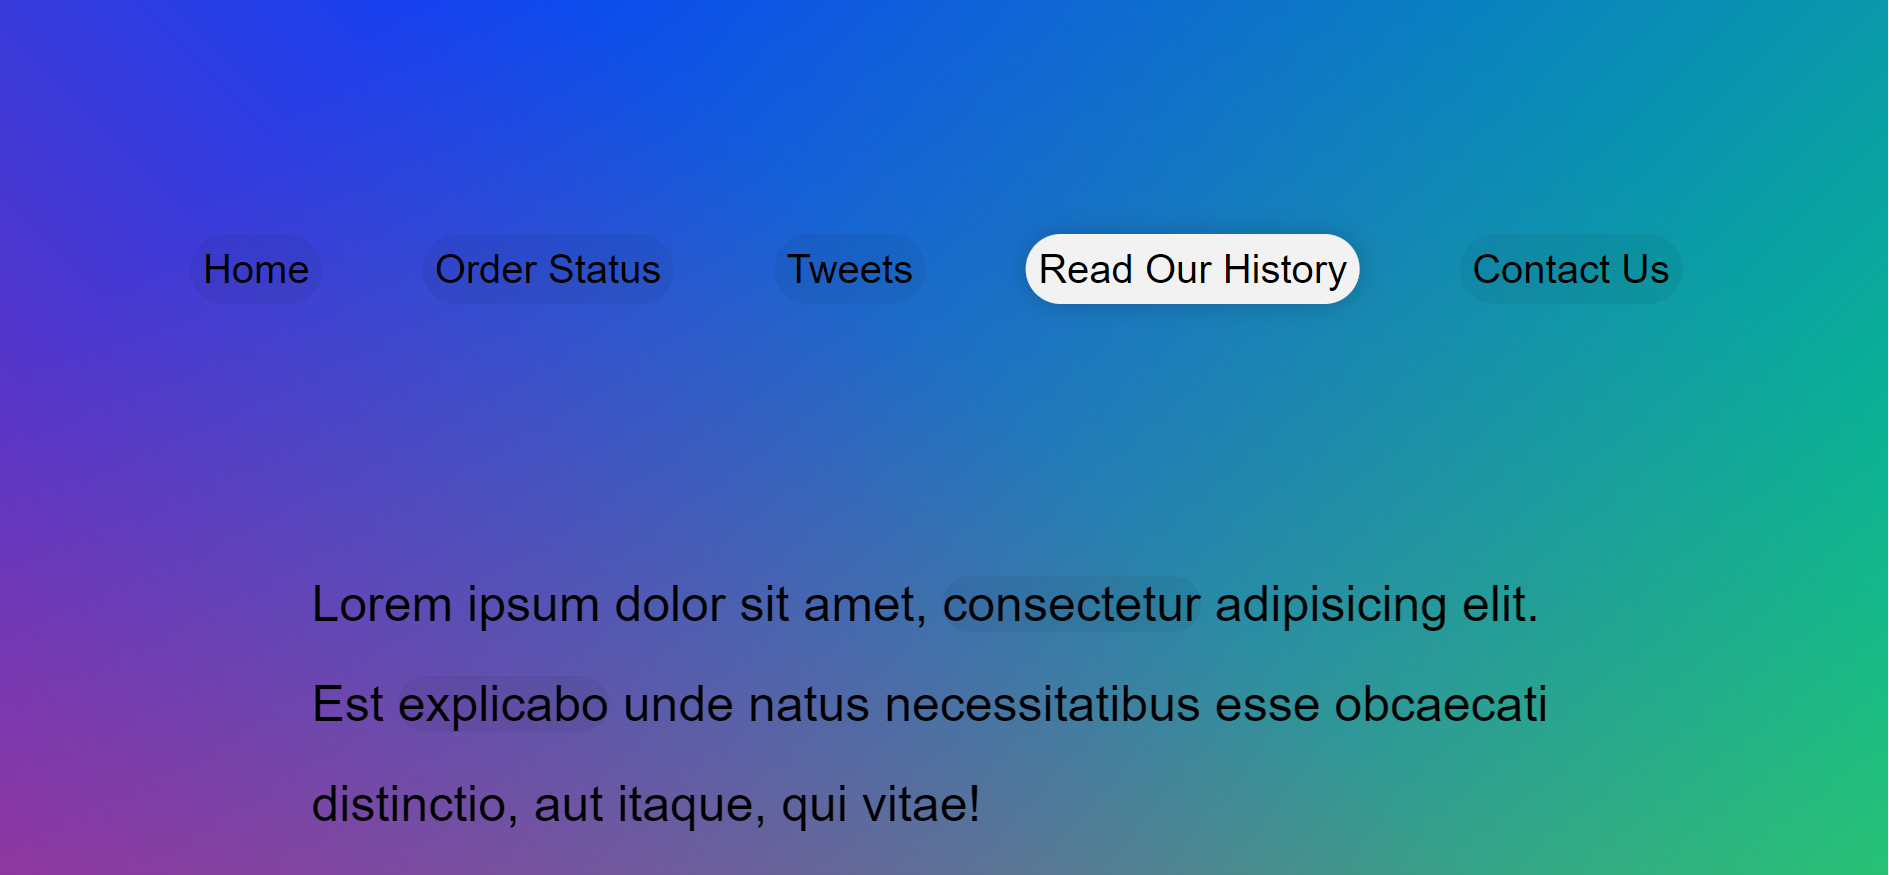 Home Order Status Tweets Read Our History Contact Us
Lorem ipsum dolor sit amet, consectetur adipisicing elit.
Est explicabo unde natus necessitatibus esse obcaecati
distinctio, aut itaque, qui vitae!